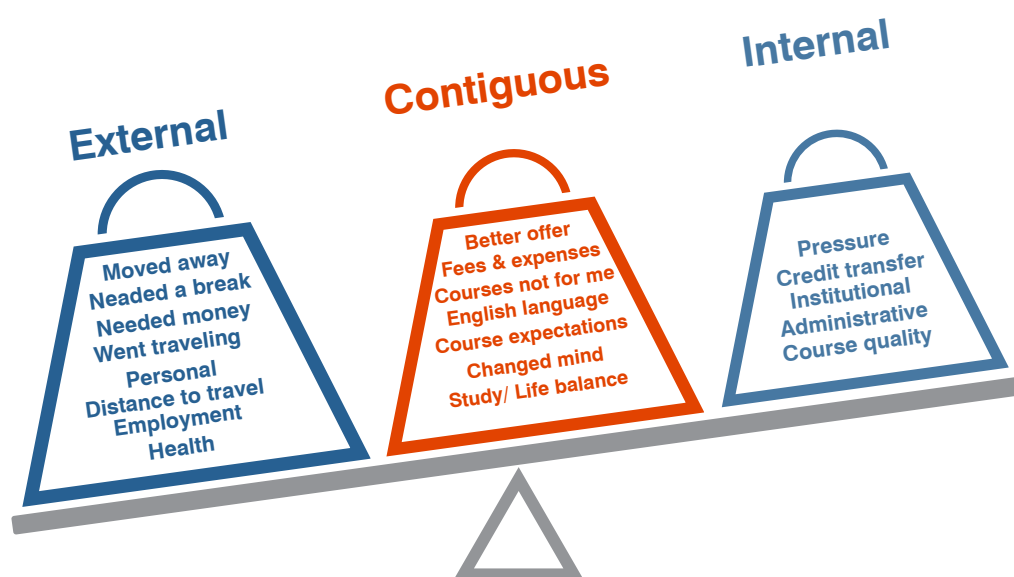 External
Moved away
Neaded a break
Needed money
Went traveling
Personal
Distance to travel
Employment
Health
Contiguous
Better offer
Fees & expenses
Courses not for me
English language
Course expectations
Changed mind
Study/ Life balance
Internal
Pressure
Credit transfer
Institutional
Administrative
Course quality